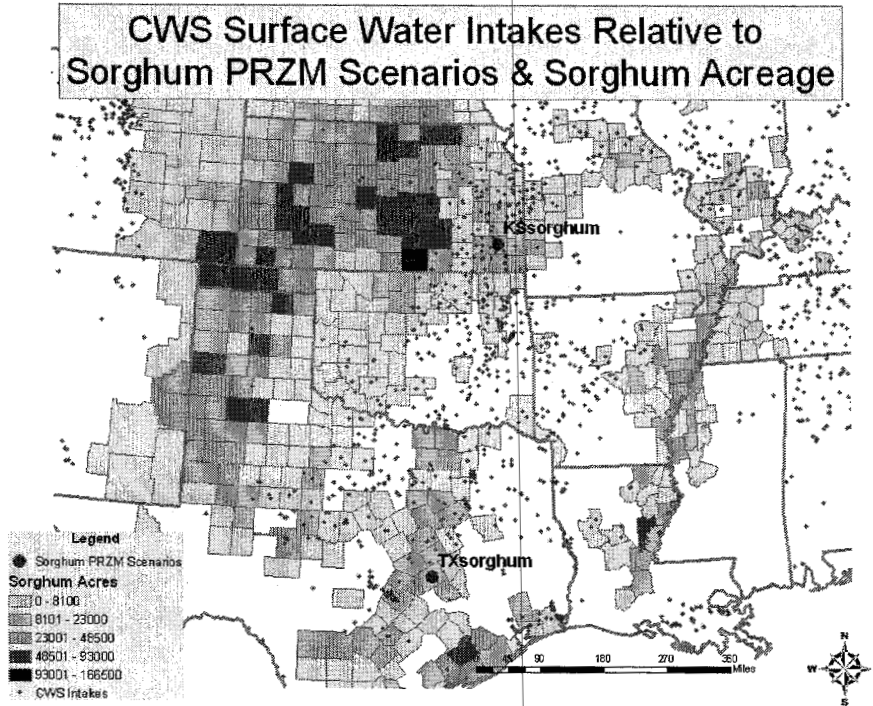 CWS Surface Water Intakes Relative to
Sorghum PRZM Scenarios & Sorghum Acreage
KSsorghum
TXsorghum
Legend
Sorghum PRZM Scenarios
Sorghum Acres
0 - 8100
8101 - 23000
23001 - 48500
48501 - 93000
93001 - 166500
CWS Intakes
90 180 270 360
Miles
N
W
S